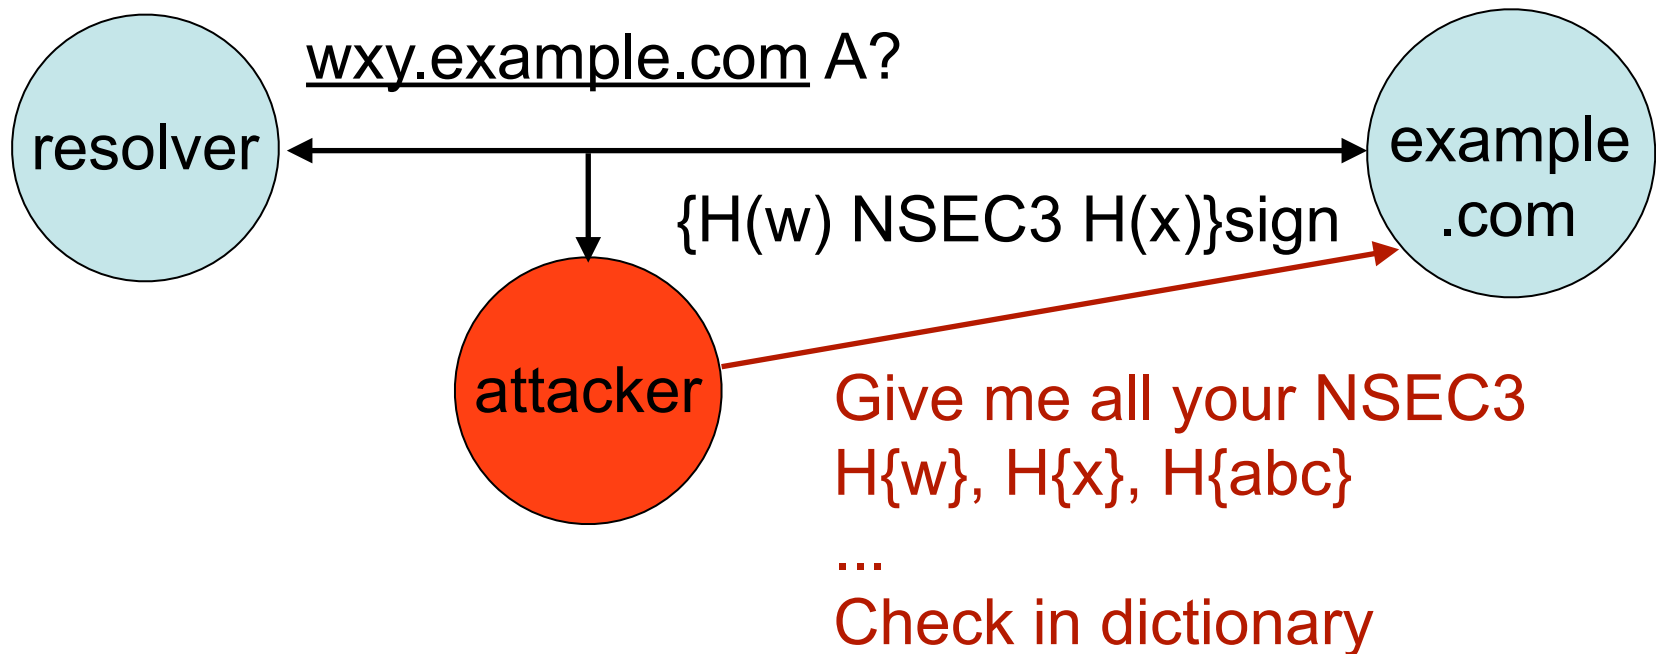 wxy.example.com A?
resolver
example
.com
{H(w) NSEC3 H(x)}sign
attacker
Give me all your NSEC3
H{w}, H{x}, H{abc}
...
Check in dictionary